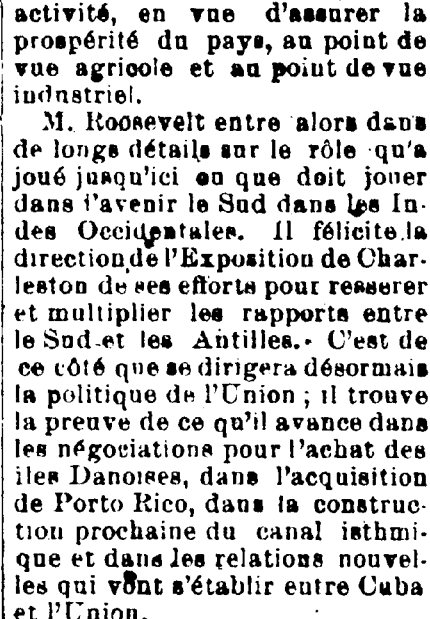 activité, en vue d'assurer la
prospérité du pays, au point de
vue agricole et au point de vue
industriel.
M. Roosevelt entre alors dans
de longs détails sur le rôle qu'a
joué jusqu'ici ou que doit jouer
dans l'avenir le Sud dans les In-
des Occidentales. Il félicite la
direction de l'Exposition de Char-
leston de ses efforts pour resserer
et multiplier les rapports entre
le Sud et les Antilles. C'est de
ce côté que se dirigera désormais
la politique de l'Union ; il trouve
la preuve de ce qu'il avance dans
les négociations pour l'achat des
iles Danoises, dans l'acquisition
de Porto Rico, dans la construc-
tion prochaine du canal isthmi-
que et dans les relations nouvel-
les qui vont s'établir entre Cuba
et l'Union.